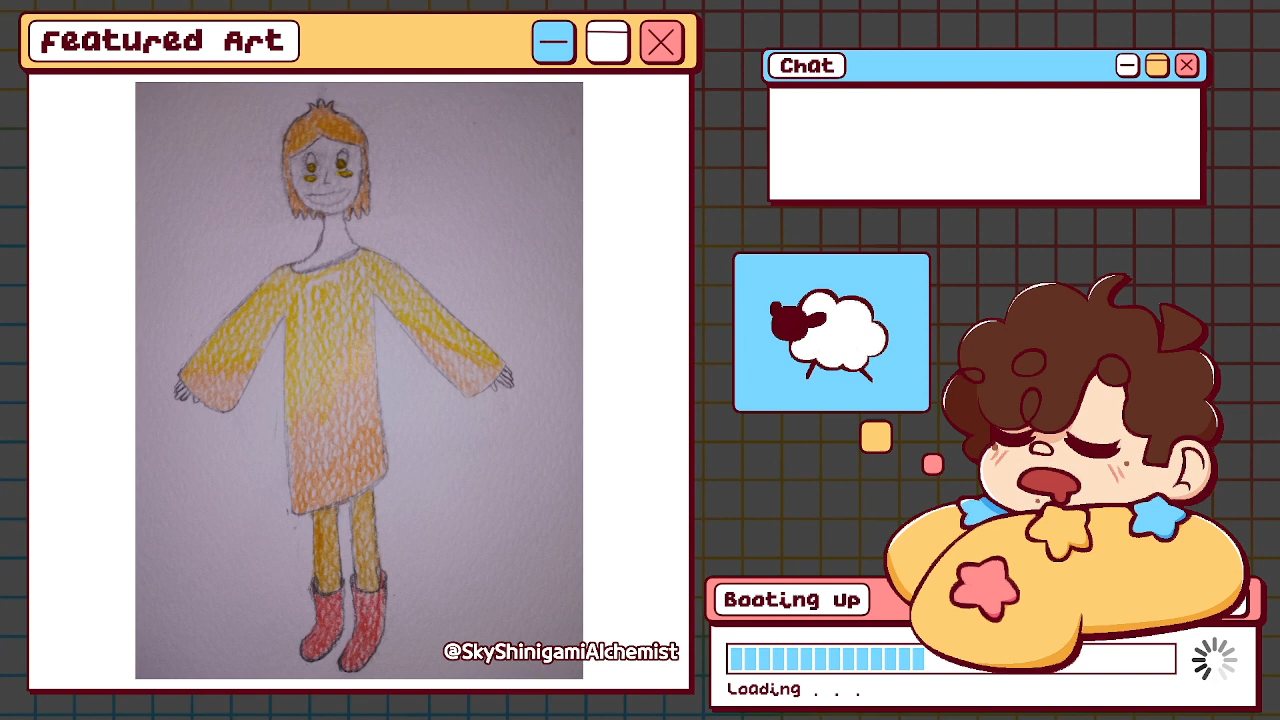 Featured Art
Chat
@SkyShinigamiAlchemist
Booting Up
Loading . . .